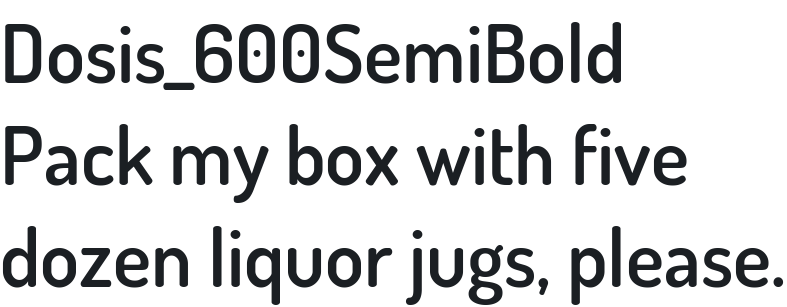 Dosis_600SemiBold
Pack my box with five
dozen liquor jugs, please.